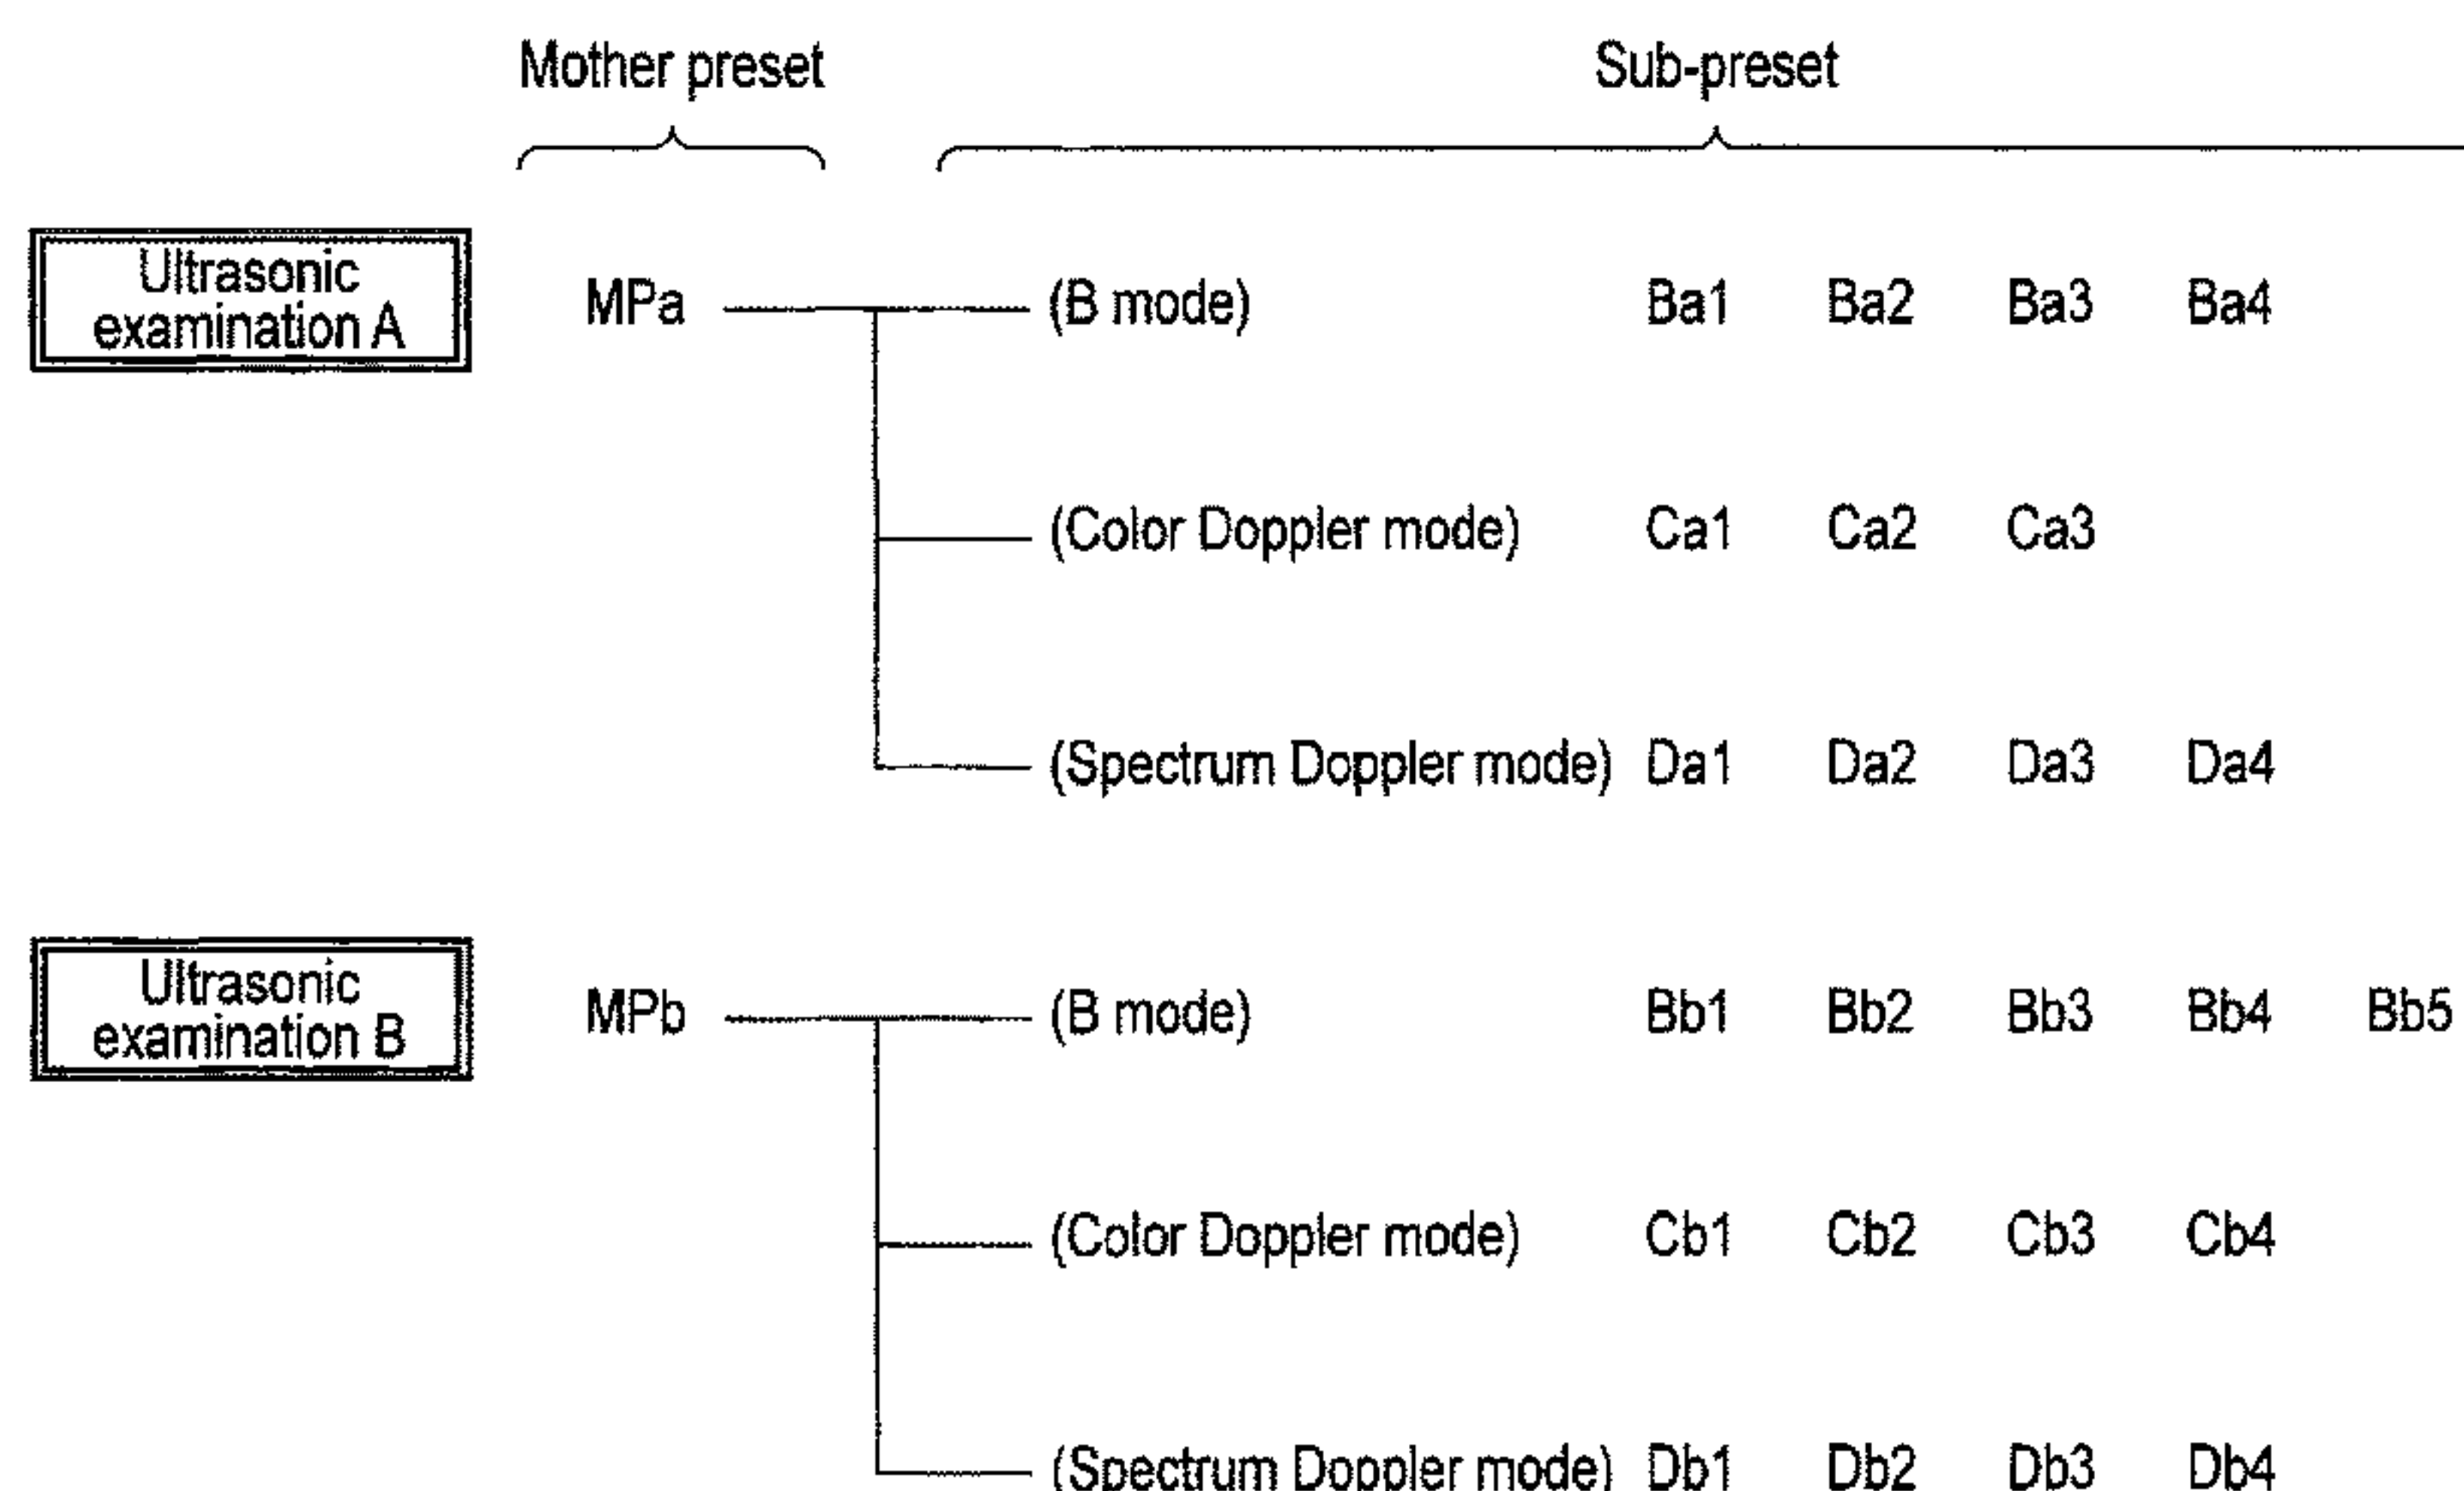 Mother preset Sub-preset
Ultrasonic
examination A
MPa (B mode) Ba1 Ba2 Ba3 Ba4
(Color Doppler mode) Ca1 Ca2 Ca3
(Spectrum Doppler mode) Da1 Da2 Da3 Da4
Ultrasonic
examination B
MPb (B mode) Bb1 Bb2 Bb3 Bb4 Bb5
(Color Doppler mode) Cb1 Cb2 Cb3 Cb4
(Spectrum Doppler mode) Db1 Db2 Db3 Db4